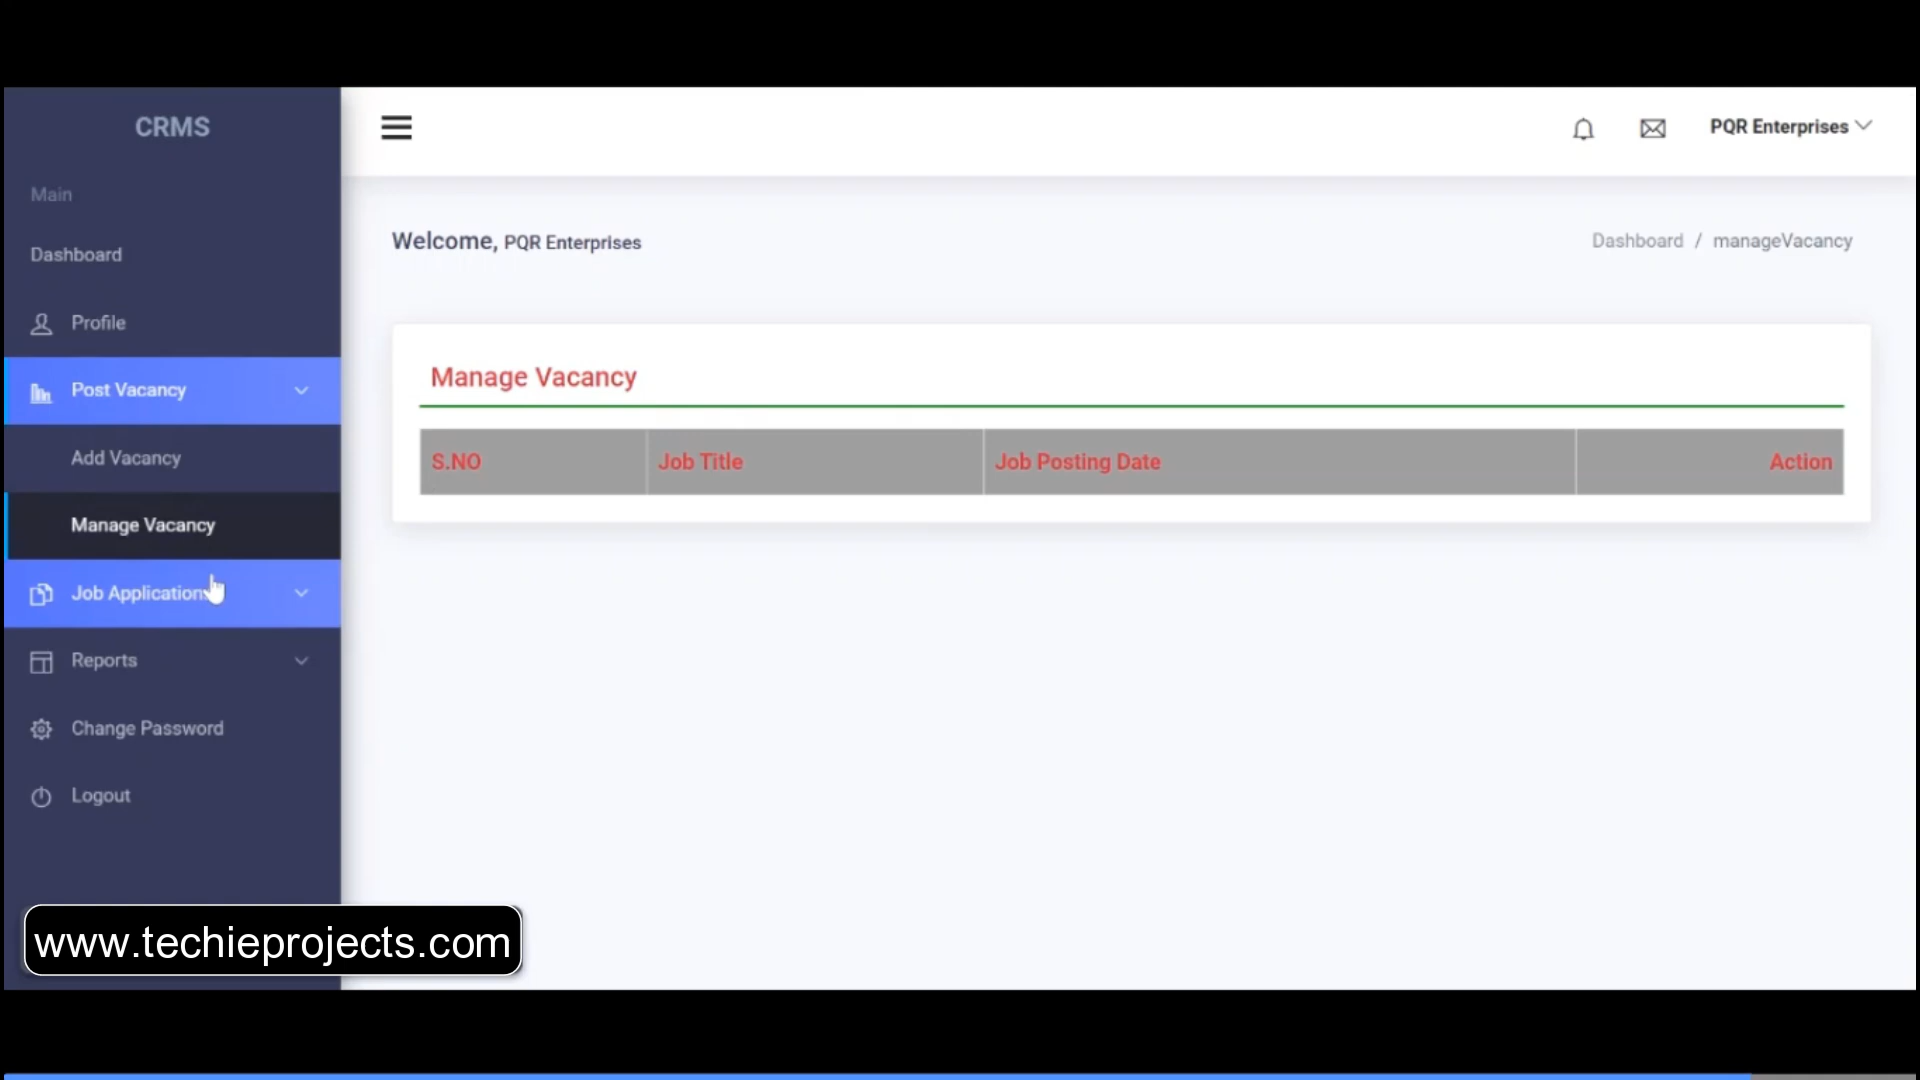 CRMS
PQR Enterprises
Main
Dashboard
Profile
Post Vacancy
Add Vacancy
Manage Vacancy
Job Applications
Reports
Change Password
Logout
Welcome, PQR Enterprises
Dashboard / manageVacancy
Manage Vacancy
S.NO Job Title Job Posting Date Action
www.techieprojects.com